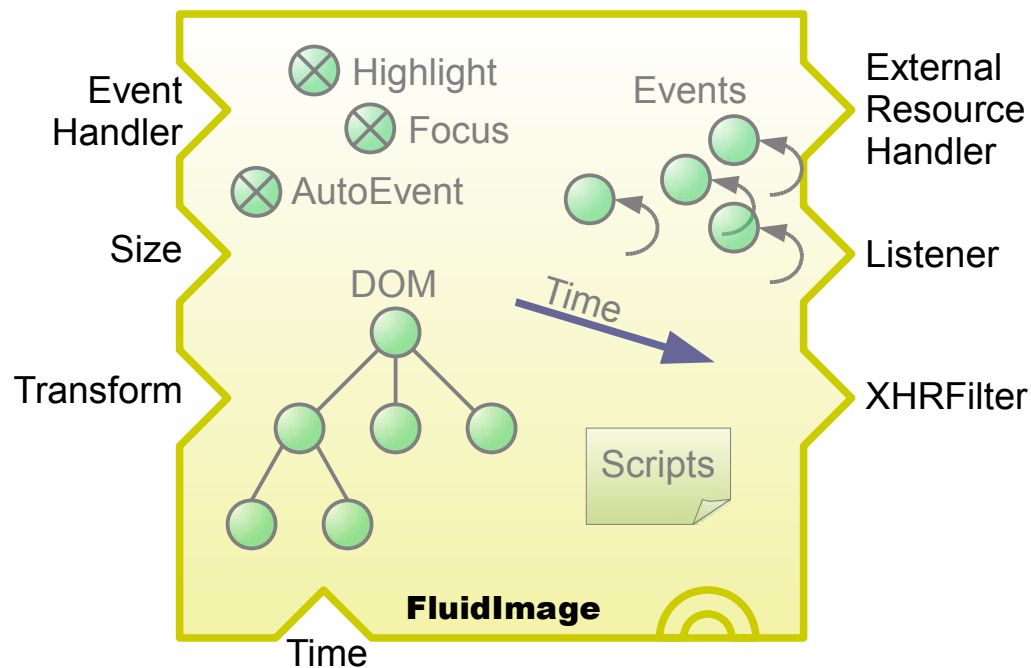 Event
Handler
Highlight
Focus
AutoEvent
Events
External
Resource
Handler
Size
Listener
DOM
Time
Transform
XHRFilter
Scripts
FluidImage
Time